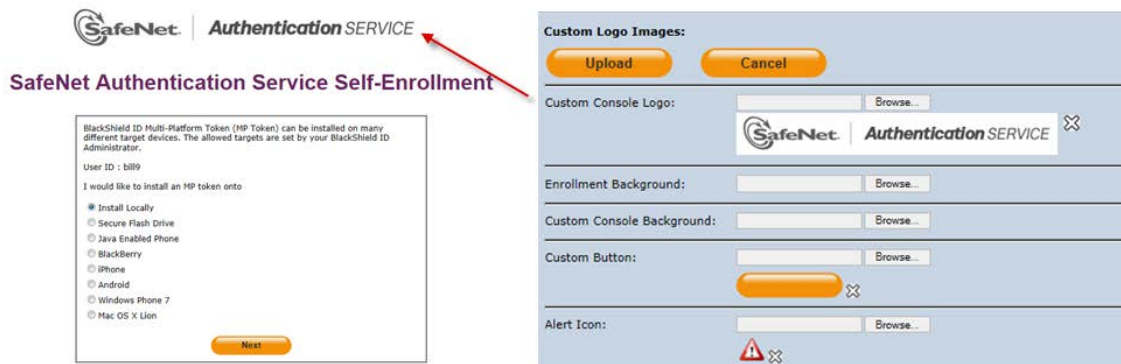 SafeNet. Authentication SERVICE
SafeNet Authentication Service Self-Enrollment
BlackShield ID Multi-Platform Token (MP Token) can be installed on many
different target devices. The allowed targets are set by your BlackShield ID
Administrator.
User ID : bill9
I would like to install an MP token onto
Install Locally
Secure Flash Drive
Java Enabled Phone
BlackBerry
iPhone
Android
Windows Phone 7
Mac OS X Lion
Next
Custom Logo Images:
Upload Cancel
Custom Console Logo: Browse...
SafeNet. Authentication SERVICE
Enrollment Background: Browse...
Custom Console Background: Browse...
Custom Button: Browse...
Alert Icon: Browse...